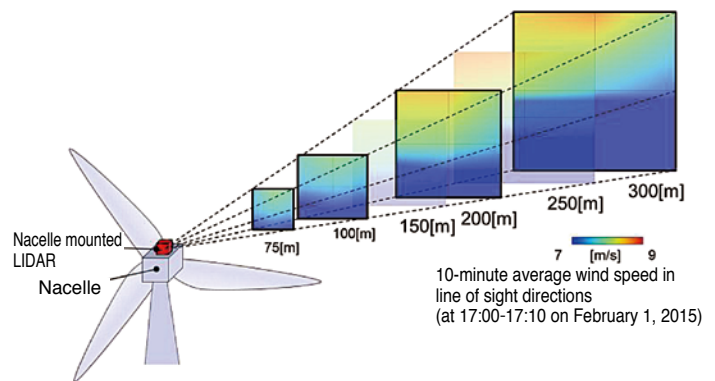 300[m]
250[m]
200[m]
150[m]
100[m]
75[m]
Nacelle mounted
LIDAR
Nacelle
7 [m/s] 9
10-minute average wind speed in
line of sight directions
(at 17:00-17:10 on February 1, 2015)